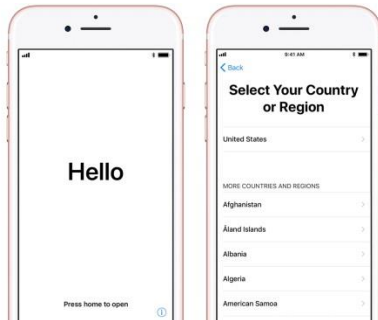 Hello
Press home to open
9:41 AM
Back
Select Your Country
or Region
United States
MORE COUNTRIES AND REGIONS
Afghanistan
Åland Islands
Albania
Algeria
American Samoa